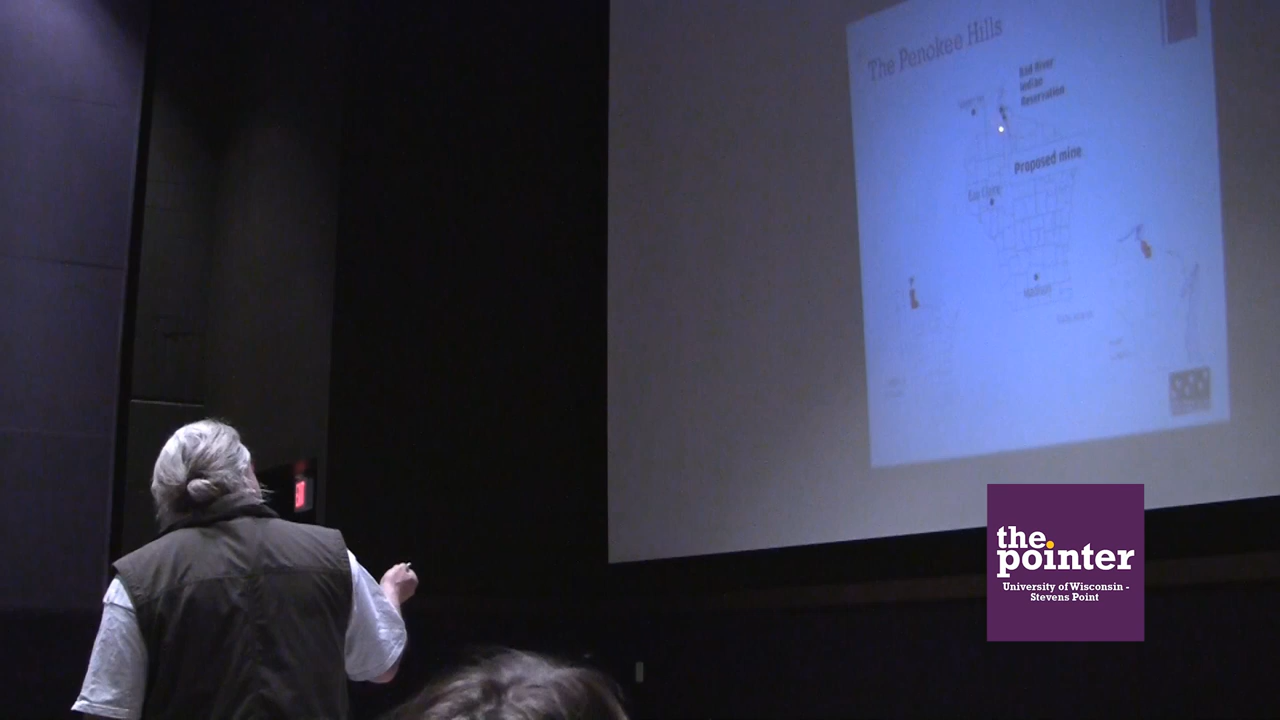 The Penokee Hills
Bad River
Indian
Reservation
Proposed mine
Eau Claire
Madison
the.
pointer
University of Wisconsin -
Stevens Point